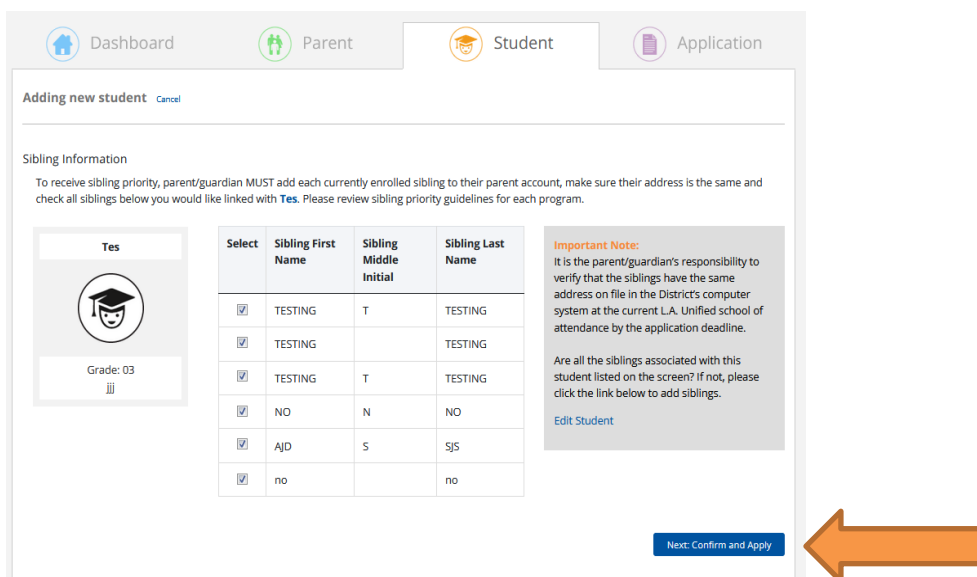 Dashboard Parent Student Application
Adding new student Cancel
Sibling Information
To receive sibling priority, parent/guardian MUST add each currently enrolled sibling to their parent account, make sure their address is the same and
check all siblings below you would like linked with Tes. Please review sibling priority guidelines for each program.
Tes
Grade: 03
jjj
Select Sibling First Name Sibling Middle Initial Sibling Last Name
TESTING T TESTING
TESTING TESTING
TESTING T TESTING
NO N NO
AJD S SJS
no no
Important Note:
It is the parent/guardian's responsibility to
verify that the siblings have the same
address on file in the District's computer
system at the current L.A. Unified school of
attendance by the application deadline.
Are all the siblings associated with this
student listed on the screen? If not, please
click the link below to add siblings.
Edit Student
Next: Confirm and Apply